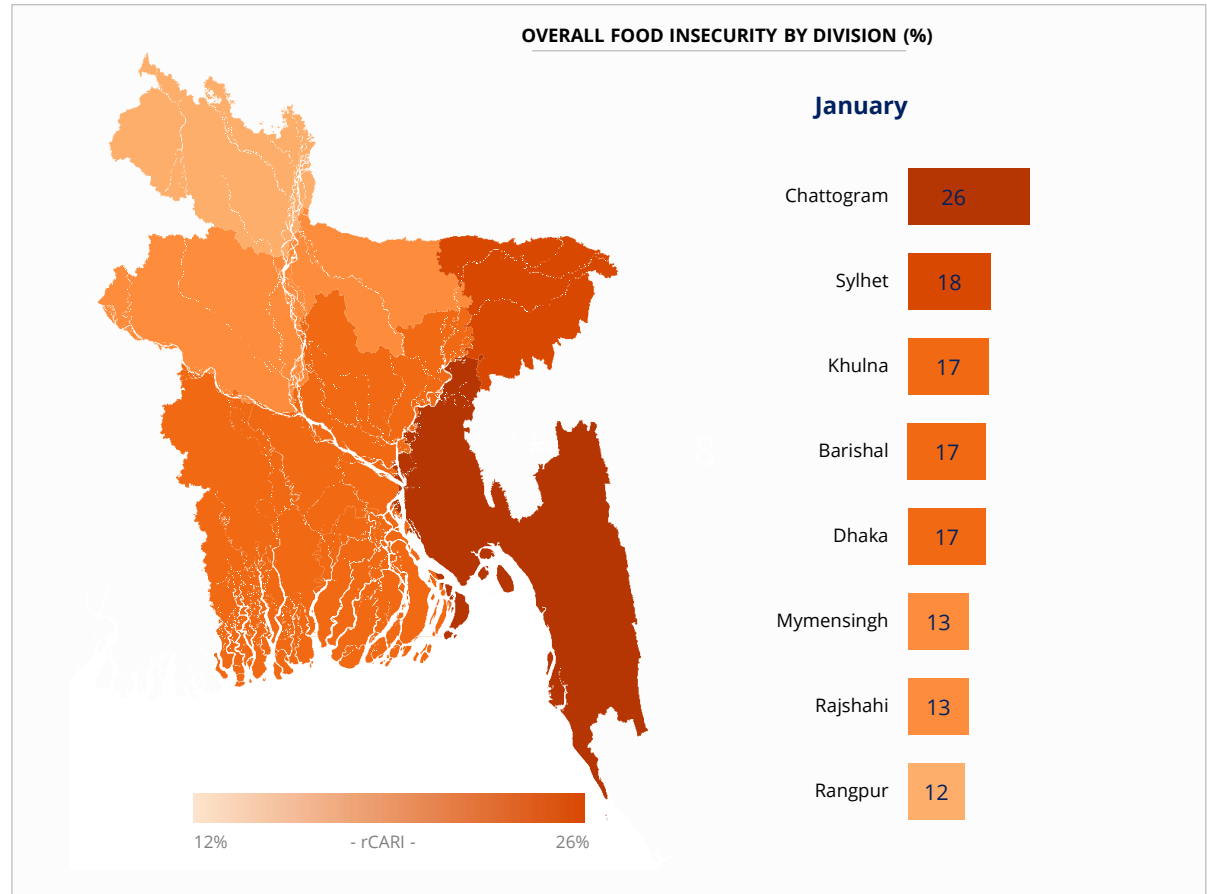 OVERALL FOOD INSECURITY BY DIVISION (%)
January
Chattogram 26
Sylhet 18
Khulna 17
Barishal 17
Dhaka 17
Mymensingh 13
Rajshahi 13
Rangpur 12
12% - rCARI - 26%